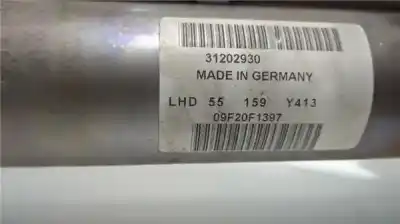 31202930
MADE IN GERMANY
LHD 55 159 Y413
09F20F1397